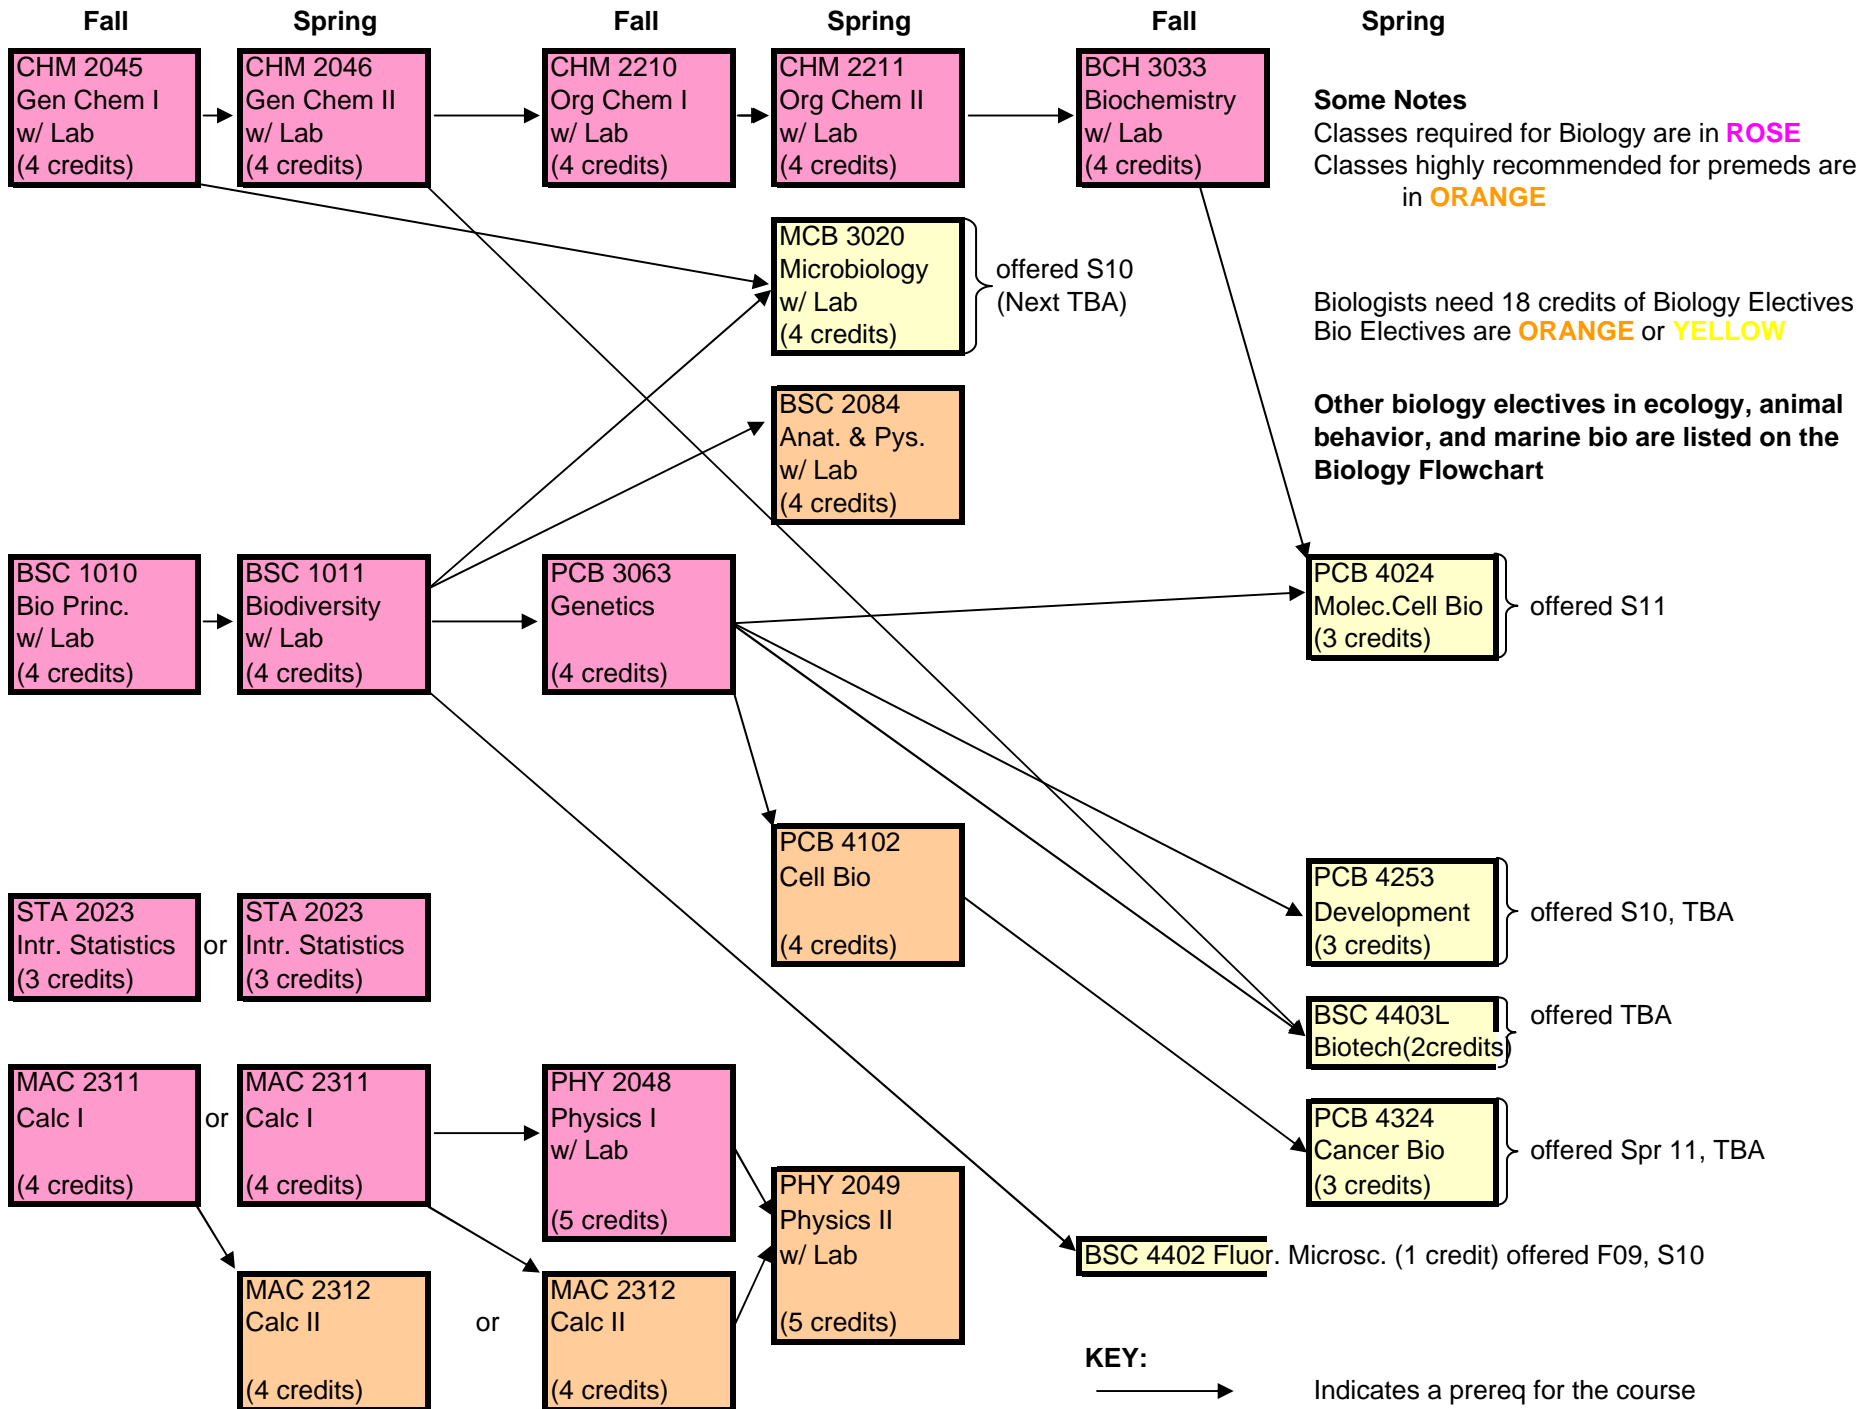 Fall Spring Fall Spring Fall Spring
CHM 2045
Gen Chem I
w/ Lab
(4 credits)
CHM 2046
Gen Chem II
w/ Lab
(4 credits)
CHM 2210
Org Chem I
w/ Lab
(4 credits)
CHM 2211
Org Chem II
w/ Lab
(4 credits)
BCH 3033
Biochemistry
w/ Lab
(4 credits)
Some Notes
Classes required for Biology are in ROSE
Classes highly recommended for premeds are
in ORANGE
MCB 3020
Microbiology
w/ Lab
(4 credits)
offered S10
(Next TBA)
Biologists need 18 credits of Biology Electives
Bio Electives are ORANGE or YELLOW
BSC 2084
Anat. & Pys.
w/ Lab
(4 credits)
Other biology electives in ecology, animal
behavior, and marine bio are listed on the
Biology Flowchart
BSC 1010
Bio Princ.
w/ Lab
(4 credits)
BSC 1011
Biodiversity
w/ Lab
(4 credits)
PCB 3063
Genetics
(4 credits)
PCB 4024
Molec.Cell Bio
(3 credits)
offered S11
PCB 4102
Cell Bio
(4 credits)
PCB 4253
Development
(3 credits)
offered S10, TBA
STA 2023
Intr. Statistics
(3 credits)
or
STA 2023
Intr. Statistics
(3 credits)
BSC 4403L
Biotech(2credits)
offered TBA
MAC 2311
Calc I
(4 credits)
or
MAC 2311
Calc I
(4 credits)
PHY 2048
Physics I
w/ Lab
(5 credits)
PHY 2049
Physics II
w/ Lab
(5 credits)
PCB 4324
Cancer Bio
(3 credits)
offered Spr 11, TBA
BSC 4402 Fluor. Microsc. (1 credit) offered F09, S10
MAC 2312
Calc II
(4 credits)
or
MAC 2312
Calc II
(4 credits)
KEY:
Indicates a prereq for the course